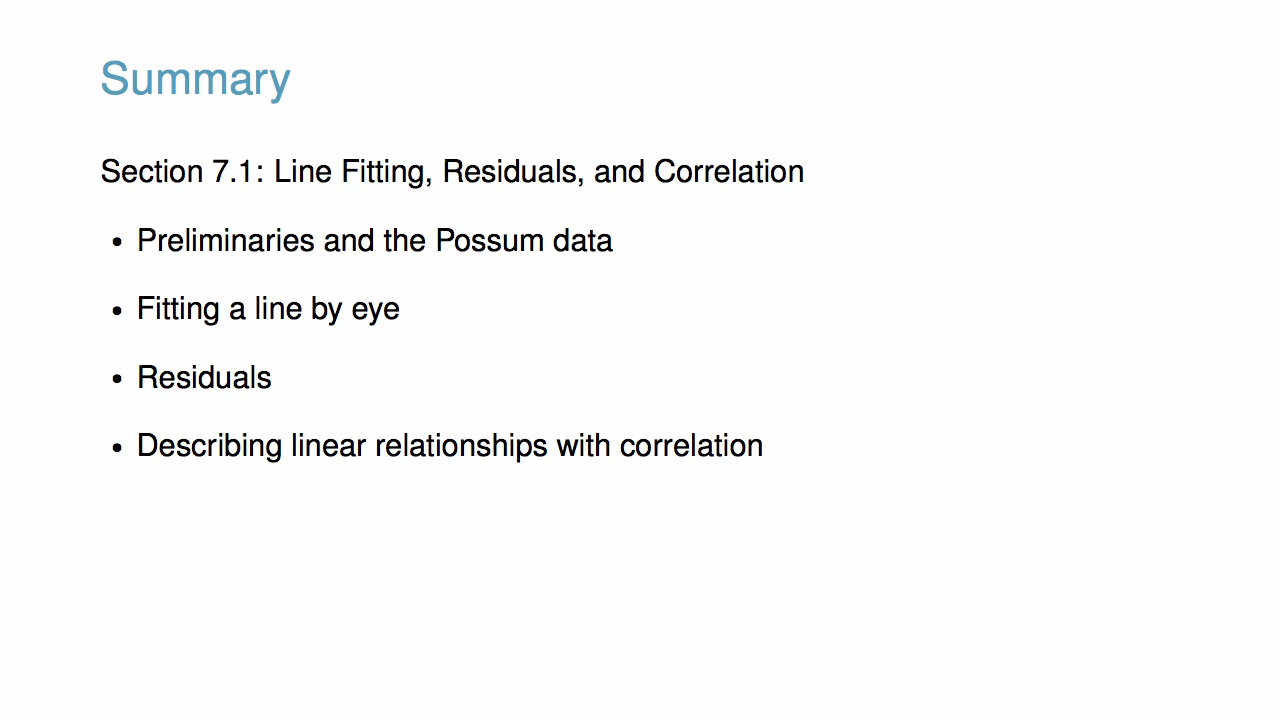 Summary
Section 7.1: Line Fitting, Residuals, and Correlation
• Preliminaries and the Possum data
• Fitting a line by eye
• Residuals
• Describing linear relationships with correlation